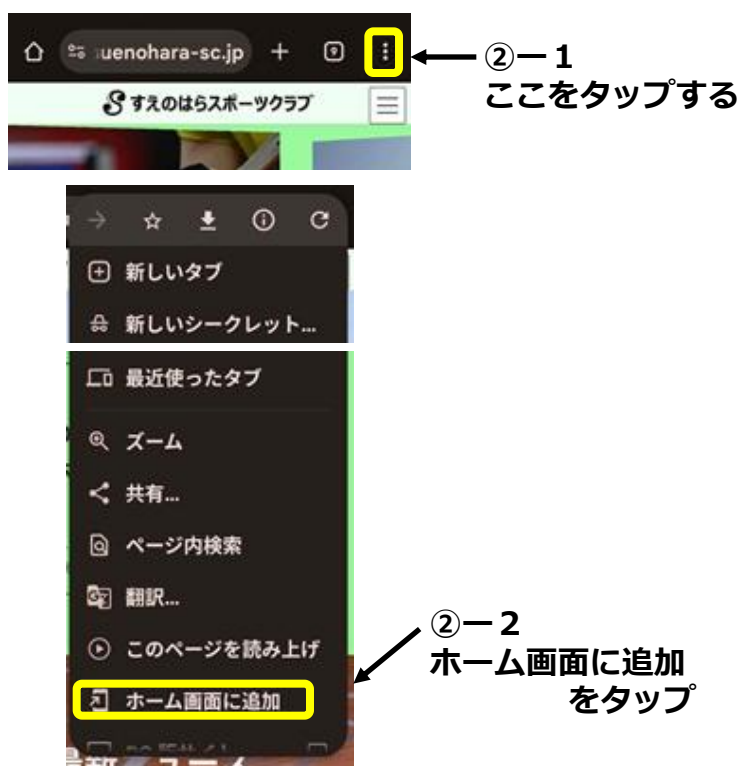 uenohara-sc.jp
9
②ー1
ここをタップする
すえのはらスポーツクラブ
新しいタブ
新しいシークレット...
最近使ったタブ
ズーム
共有...
ページ内検索
翻訳...
このページを読み上げ
②ー2
ホーム画面に追加
をタップ
ホーム画面に追加